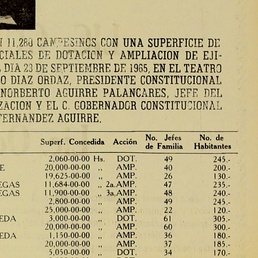 11,280 CAMPESINOS CON UNA SUPERFICIE DE
CIALES DE DOTACION Y AMPLIACION DE EJI-
DIA 23 DE SEPTIEMBRE DE 1965, EN EL TEATRO
DIAZ ORDAZ, PRESIDENTE CONSTITUCIONAL
NORBERTO AGUIRRE PALANCARES, JEFE DEL
ZACION Y EL C. GOBERNADOR CONSTITUCIONAL
FERNANDEZ AGUIRRE.
Superf. Concedida Acción No. Jefes de Familia No. de Habitantes
2,060-00-00 Hs. DOT. 49 245.-
E 20,000-00-00 ,, AMP. 40 200.-
19,625-00-00 ,, AMP. 26 130.-
EGAS 11,684-00-00 ,, 2a.AMP. 47 235.-
EGAS 11,900-00-00 ,, 3a.AMP. 48 240.-
2,800-00-00 ,, AMP. 49 245.-
25,000-00-00 ,, AMP. 22 120.-
EDA 3,000-00-00 ,, DOT. 61 305.-
20,000-00-00 ,, AMP. 60 300.-
EDA 1,150-00-00 ,, AMP. 36 180.-
20,000-00-00 ,, AMP. 37 185.-
5,050-00-00 ,, DOT. 34 170.-